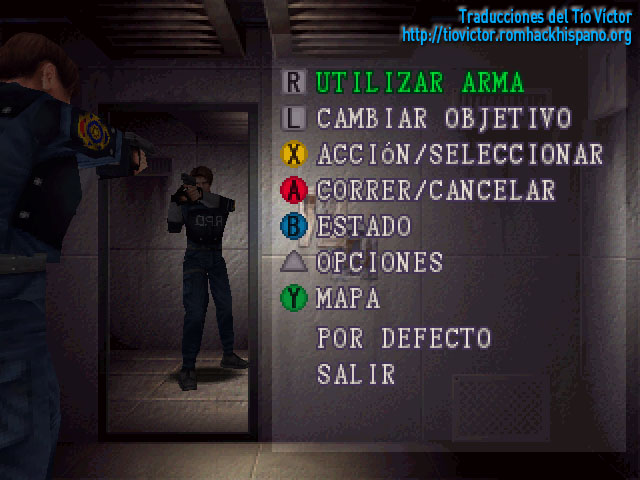 Traducciones del Tío Victor
http://tiovictor.romhackhispano.org
R UTILIZAR ARMA
L CAMBIAR OBJETIVO
X ACCIóN/SELECCIONAR
A CORRER/CANCELAR
B ESTADO
OPCIONES
Y MAPA
POR DEFECTO
SALIR